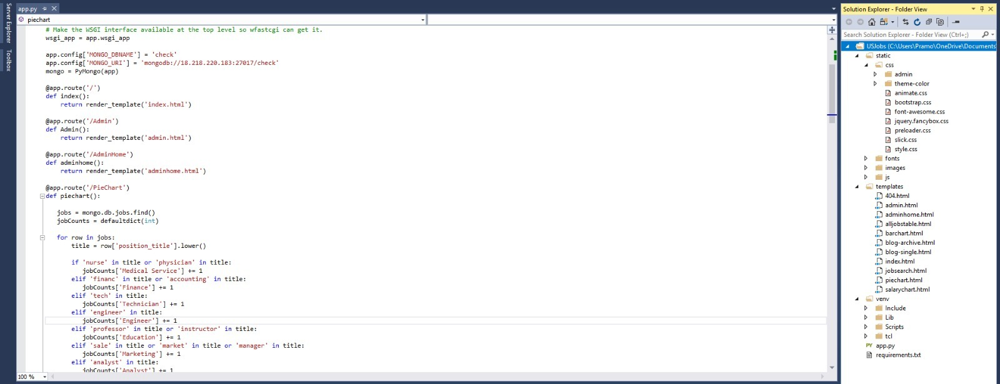 Server Explorer
Toolbox
app.py
piechart
# Make the WSGI interface available at the top level so wfastcgi can get it.
wsgi_app = app.wsgi_app
app.config['MONGO_DBNAME'] = 'check'
app.config['MONGO_URI'] = 'mongodb://18.218.220.183:27017/check'
mongo = PyMongo(app)
@app.route('/')
def index():
    return render_template('index.html')
@app.route('/Admin')
def Admin():
    return render_template('admin.html')
@app.route('/AdminHome')
def adminhome():
    return render_template('adminhome.html')
@app.route('/PieChart')
def piechart():
   jobs = mongo.db.jobs.find()
   jobCounts = defaultdict(int)
   for row in jobs:
       title = row['position_title'].lower()
       if 'nurse' in title or 'physician' in title:
          jobCounts['Medical Service'] += 1
       elif 'financ' in title or 'accounting' in title:
          jobCounts['Finance'] += 1
       elif 'tech' in title:
          jobCounts['Technician'] += 1
       elif 'engineer' in title:
          jobCounts['Engineer'] += 1
       elif 'professor' in title or 'instructor' in title:
          jobCounts['Education'] += 1
       elif 'sale' in title or 'market' in title or 'manager' in title:
          jobCounts['Marketing'] += 1
       elif 'analyst' in title:
          jobCounts['Analyst'] += 1
100 %
Solution Explorer - Folder View
Search Solution Explorer - Folder View (Ctrl+;)
USJobs (C:\Users\Pramo\OneDrive\Documents
static
css
admin
theme-color
animate.css
bootstrap.css
font-awesome.css
jquery.fancybox.css
preloader.css
slick.css
style.css
fonts
images
js
templates
404.html
admin.html
adminhome.html
alljobstable.html
barchart.html
blog-archive.html
blog-single.html
index.html
jobsearch.html
piechart.html
salarychart.html
venv
Include
Lib
Scripts
tcl
PY app.py
requirements.txt